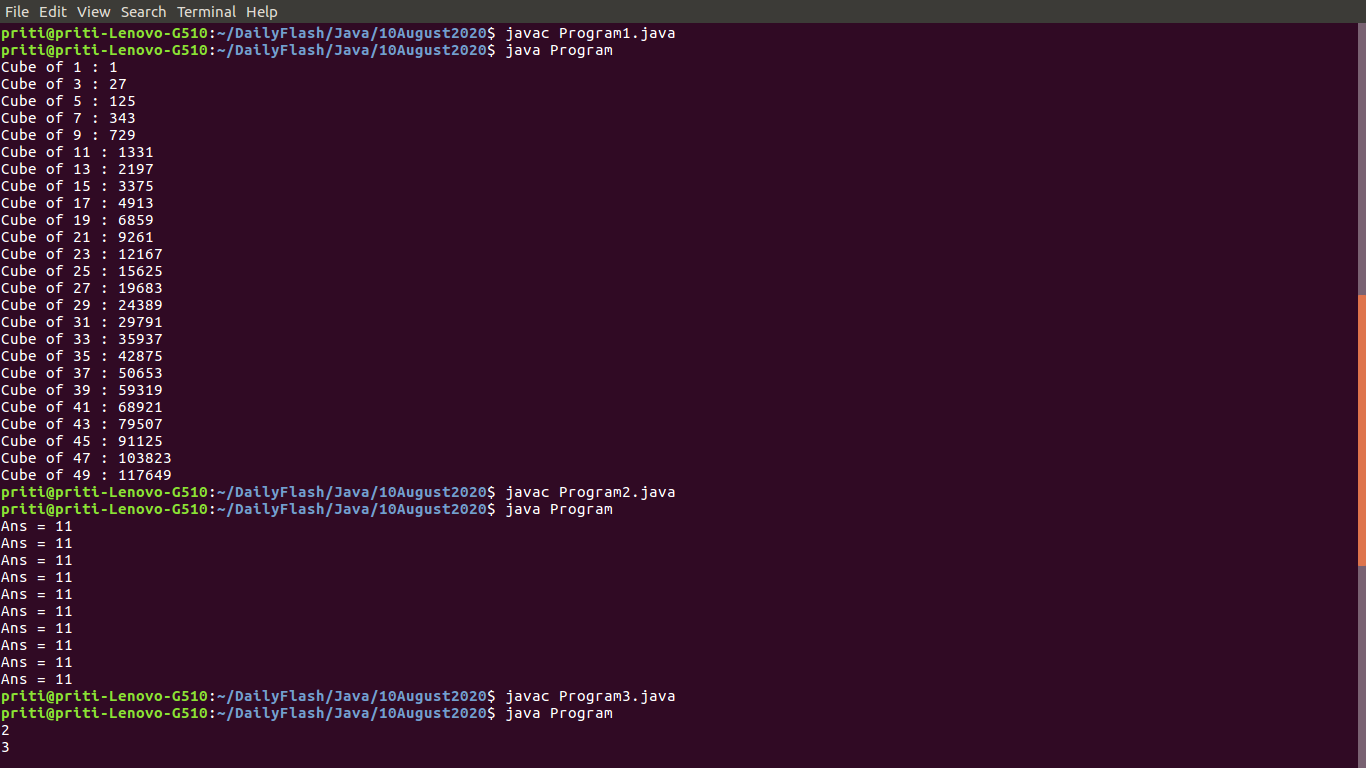 File Edit View Search Terminal Help
priti@priti-Lenovo-G510:~/DailyFlash/Java/10August2020$ javac Program1.java
priti@priti-Lenovo-G510:~/DailyFlash/Java/10August2020$ java Program
Cube of 1 : 1
Cube of 3 : 27
Cube of 5 : 125
Cube of 7 : 343
Cube of 9 : 729
Cube of 11 : 1331
Cube of 13 : 2197
Cube of 15 : 3375
Cube of 17 : 4913
Cube of 19 : 6859
Cube of 21 : 9261
Cube of 23 : 12167
Cube of 25 : 15625
Cube of 27 : 19683
Cube of 29 : 24389
Cube of 31 : 29791
Cube of 33 : 35937
Cube of 35 : 42875
Cube of 37 : 50653
Cube of 39 : 59319
Cube of 41 : 68921
Cube of 43 : 79507
Cube of 45 : 91125
Cube of 47 : 103823
Cube of 49 : 117649
priti@priti-Lenovo-G510:~/DailyFlash/Java/10August2020$ javac Program2.java
priti@priti-Lenovo-G510:~/DailyFlash/Java/10August2020$ java Program
Ans = 11
Ans = 11
Ans = 11
Ans = 11
Ans = 11
Ans = 11
Ans = 11
Ans = 11
Ans = 11
Ans = 11
priti@priti-Lenovo-G510:~/DailyFlash/Java/10August2020$ javac Program3.java
priti@priti-Lenovo-G510:~/DailyFlash/Java/10August2020$ java Program
2
3